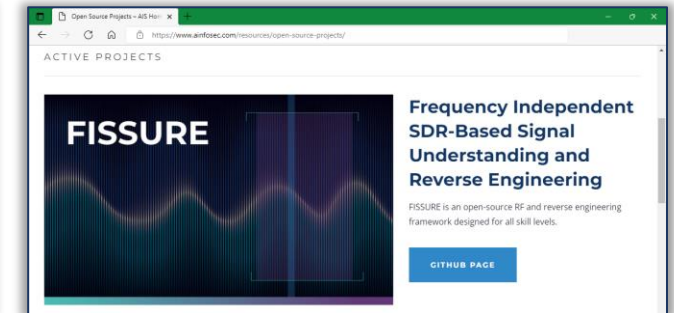 Open Source Projects – AIS Hom
https://www.ainfosec.com/resources/open-source-projects/
ACTIVE PROJECTS
FISSURE
Frequency Independent
SDR-Based Signal
Understanding and
Reverse Engineering
FISSURE is an open-source RF and reverse engineering
framework designed for all skill levels.
GITHUB PAGE